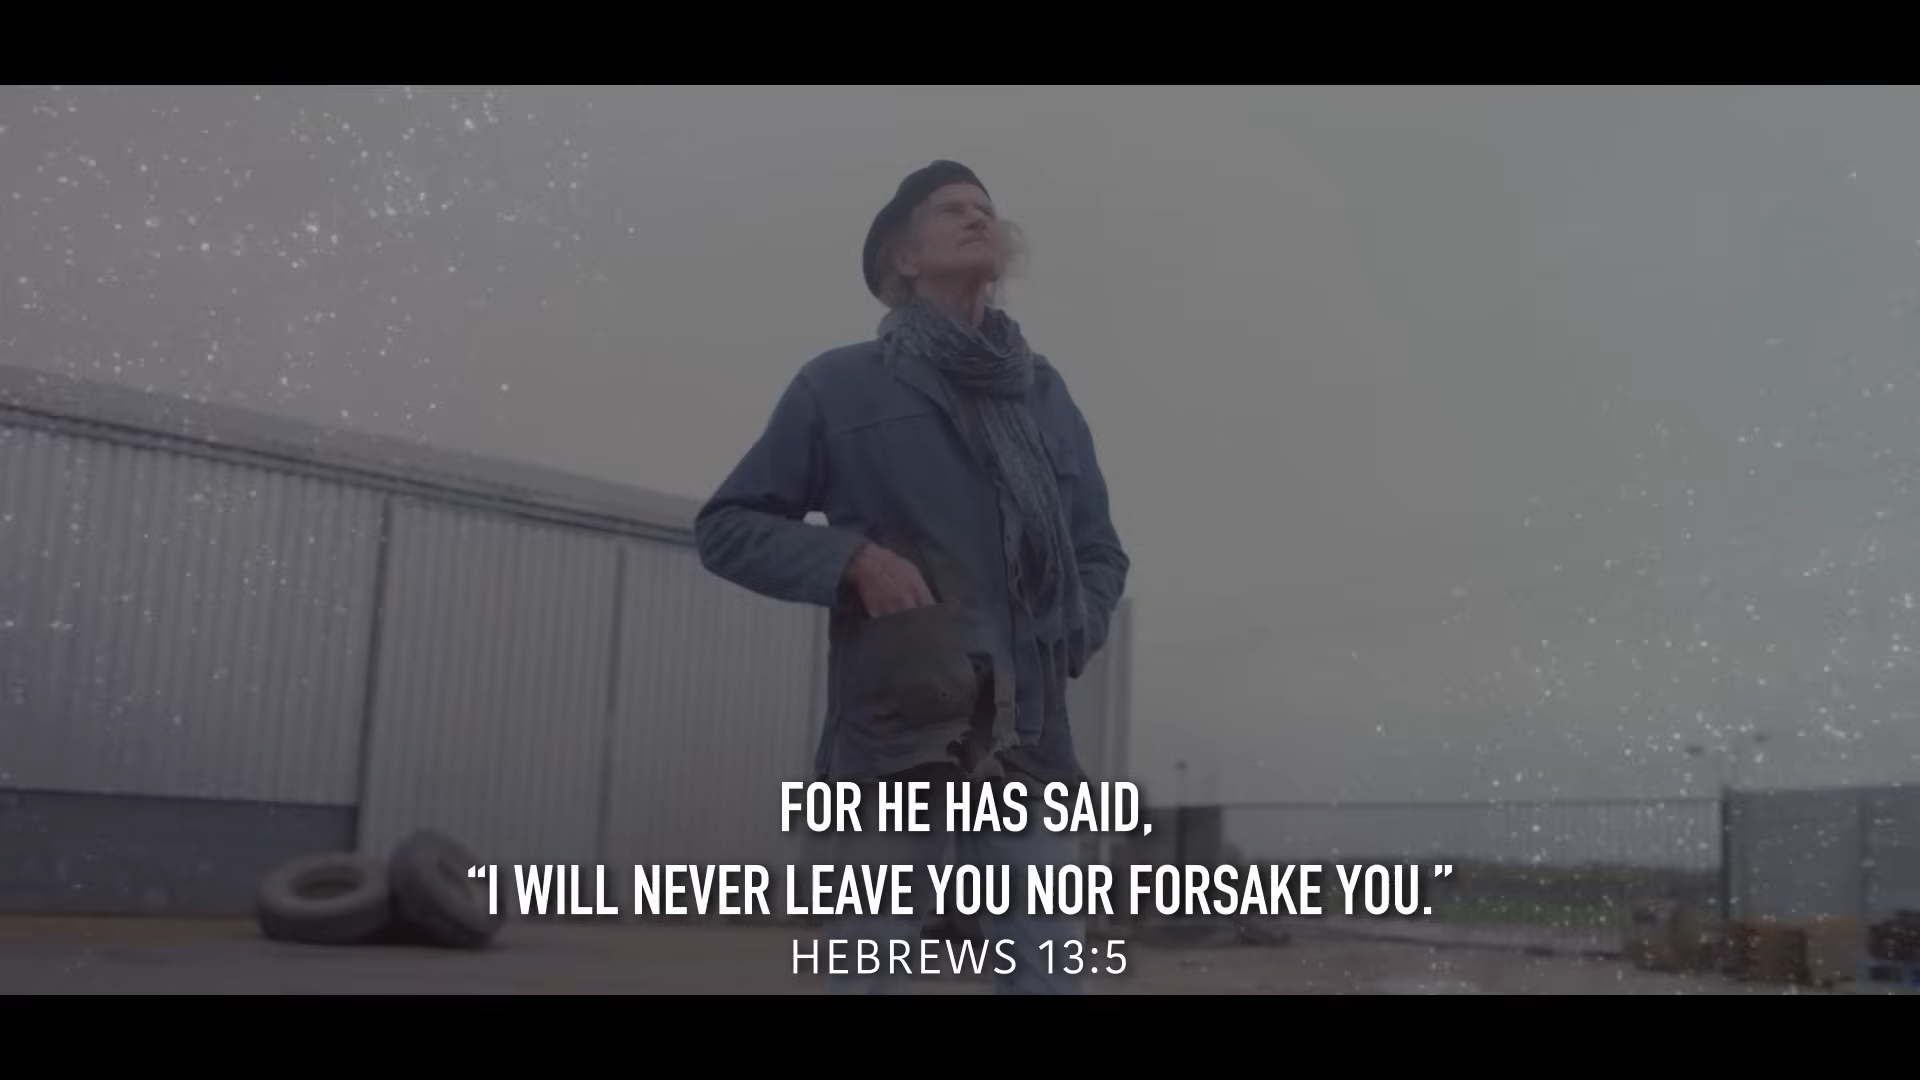 FOR HE HAS SAID,
“I WILL NEVER LEAVE YOU NOR FORSAKE YOU.”
HEBREWS 13:5